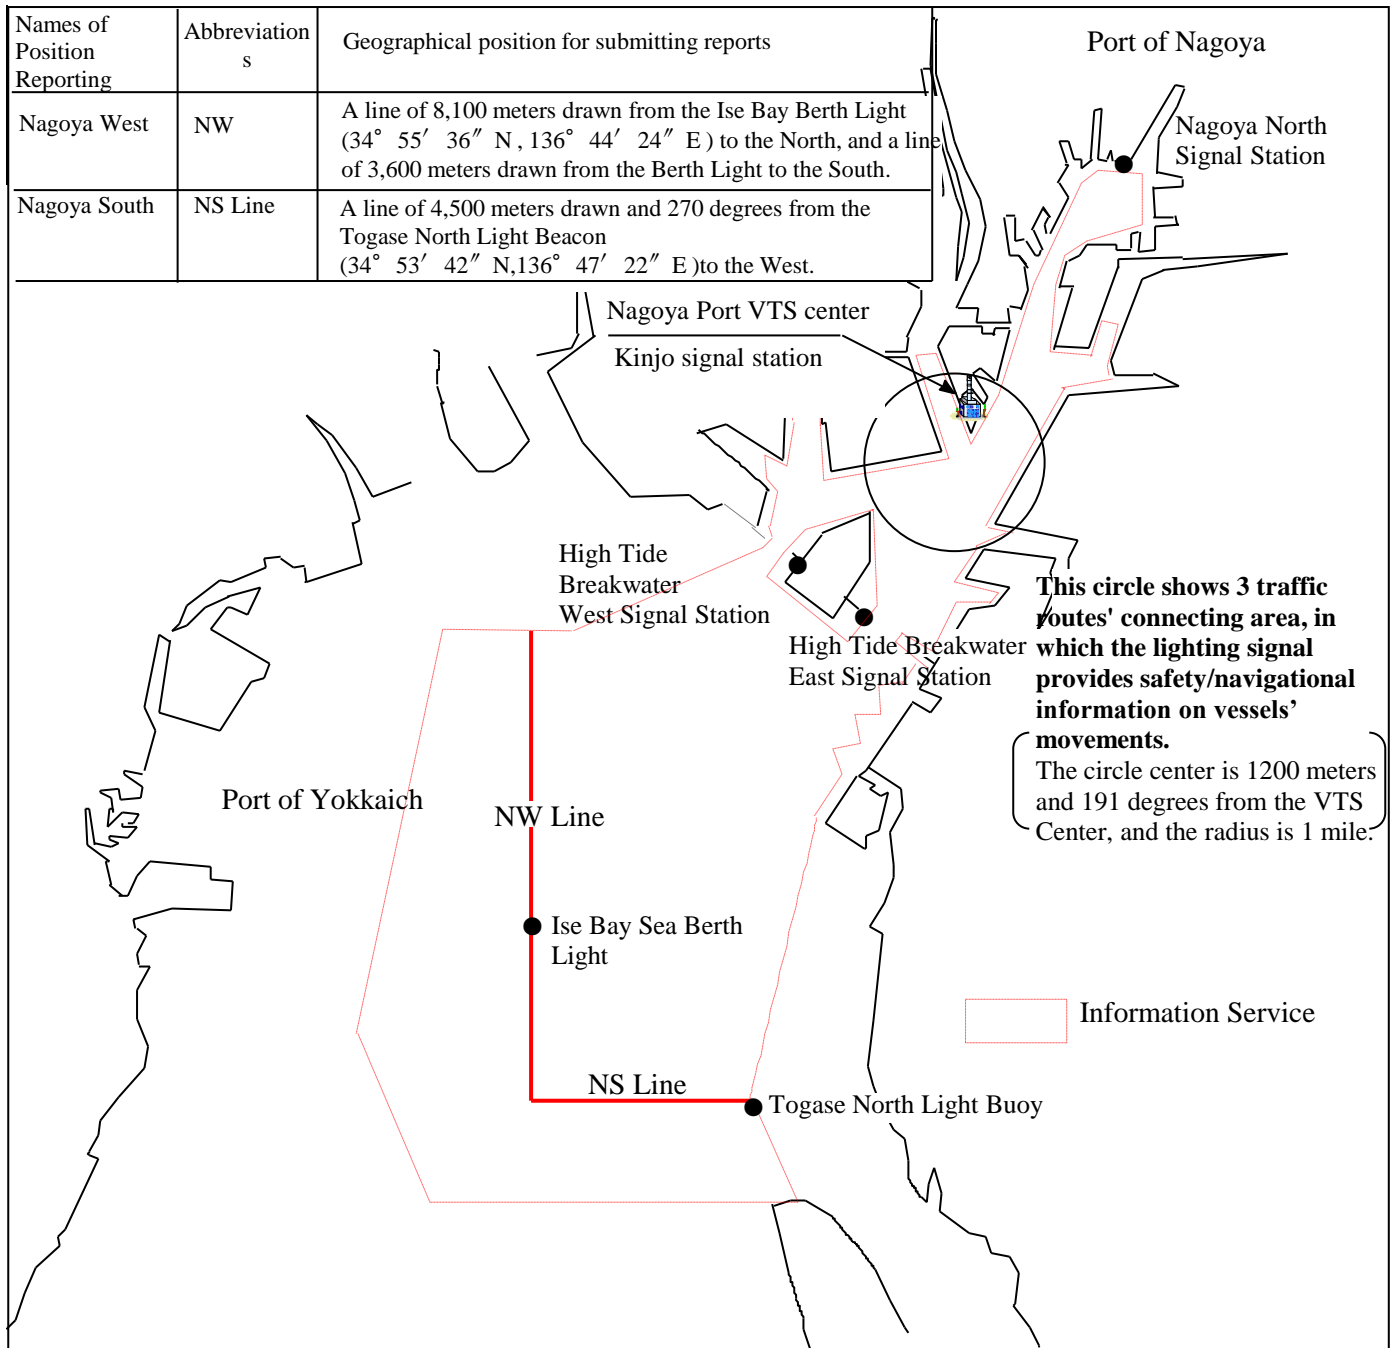 Names of
Position
Reporting
Abbreviation
s
Geographical position for submitting reports
Nagoya West
NW
A line of 8,100 meters drawn from the Ise Bay Berth Light
(34° 55′ 36″ N , 136° 44′ 24″ E ) to the North, and a line
of 3,600 meters drawn from the Berth Light to the South.
Nagoya South
NS Line
A line of 4,500 meters drawn and 270 degrees from the
Togase North Light Beacon
(34° 53′ 42″ N,136° 47′ 22″ E )to the West.
Port of Nagoya
Nagoya North
Signal Station
Nagoya Port VTS center
Kinjo signal station
High Tide
Breakwater
West Signal Station
High Tide Breakwater
East Signal Station
This circle shows 3 traffic
routes' connecting area, in
which the lighting signal
provides safety/navigational
information on vessels’
movements.
The circle center is 1200 meters
and 191 degrees from the VTS
Center, and the radius is 1 mile.
Port of Yokkaich
NW Line
Ise Bay Sea Berth
Light
Information Service
NS Line
Togase North Light Buoy